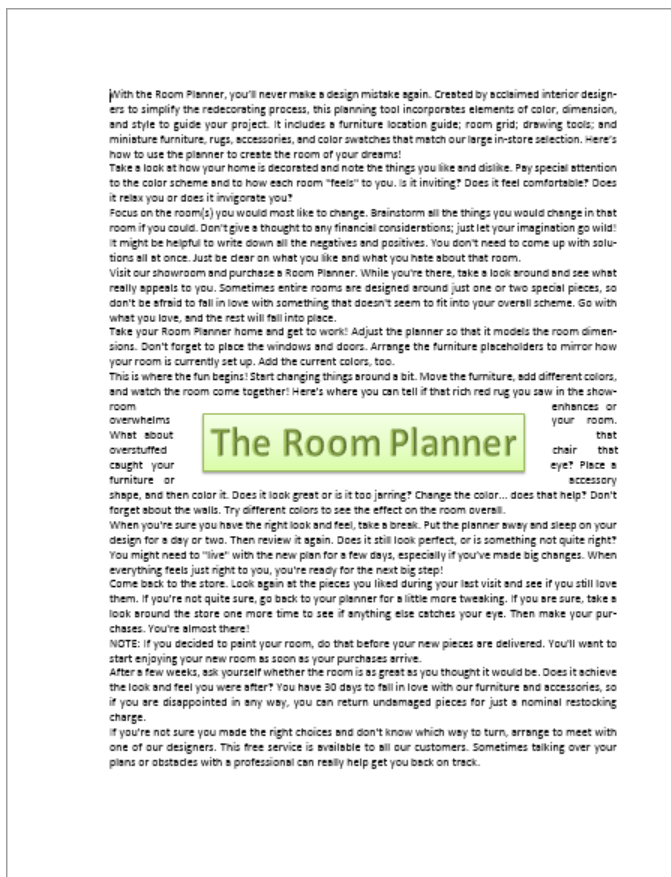 With the Room Planner, you'll never make a design mistake again. Created by acclaimed interior design-
ers to simplify the redecorating process, this planning tool incorporates elements of color, dimension,
and style to guide your project. It includes a furniture location guide; room grid; drawing tools; and
miniature furniture, rugs, accessories, and color swatches that match our large in-store selection. Here's
how to use the planner to create the room of your dreams!
Take a look at how your home is decorated and note the things you like and dislike. Pay special attention
to the color scheme and to how each room "feels" to you. Is it inviting? Does it feel comfortable? Does
it relax you or does it invigorate you?
Focus on the room(s) you would most like to change. Brainstorm all the things you would change in that
room if you could. Don't give a thought to any financial considerations; just let your imagination go wild!
It might be helpful to write down all the negatives and positives. You don't need to come up with solu-
tions all at once. Just be clear on what you like and what you hate about that room.
Visit our showroom and purchase a Room Planner. While you're there, take a look around and see what
really appeals to you. Sometimes entire rooms are designed around just one or two special pieces, so
don't be afraid to fall in love with something that doesn't seem to fit into your overall scheme. Go with
what you love, and the rest will fall into place.
Take your Room Planner home and get to work! Adjust the planner so that it models the room dimen-
sions. Don't forget to place the windows and doors. Arrange the furniture placeholders to mirror how
your room is currently set up. Add the current colors, too.
This is where the fun begins! Start changing things around a bit. Move the furniture, add different colors,
and watch the room come together! Here's where you can tell if that rich red rug you saw in the show-
room enhances or
overwhelms your room.
What about that
overstuffed chair that
caught your eye? Place a
furniture or accessory
The Room Planner
shape, and then color it. Does it look great or is it too jarring? Change the color... does that help? Don't
forget about the walls. Try different colors to see the effect on the room overall.
When you're sure you have the right look and feel, take a break. Put the planner away and sleep on your
design for a day or two. Then review it again. Does it still look perfect, or is something not quite right?
You might need to "live" with the new plan for a few days, especially if you've made big changes. When
everything feels just right to you, you're ready for the next big step!
Come back to the store. Look again at the pieces you liked during your last visit and see if you still love
them. If you're not quite sure, go back to your planner for a little more tweaking. If you are sure, take a
look around the store one more time to see if anything else catches your eye. Then make your pur-
chases. You're almost there!
NOTE: If you decided to paint your room, do that before your new pieces are delivered. You'll want to
start enjoying your new room as soon as your purchases arrive.
After a few weeks, ask yourself whether the room is as great as you thought it would be. Does it achieve
the look and feel you were after? You have 30 days to fall in love with our furniture and accessories, so
if you are disappointed in any way, you can return undamaged pieces for just a nominal restocking
charge.
If you're not sure you made the right choices and don't know which way to turn, arrange to meet with
one of our designers. This free service is available to all our customers. Sometimes talking over your
plans or obstacles with a professional can really help get you back on track.